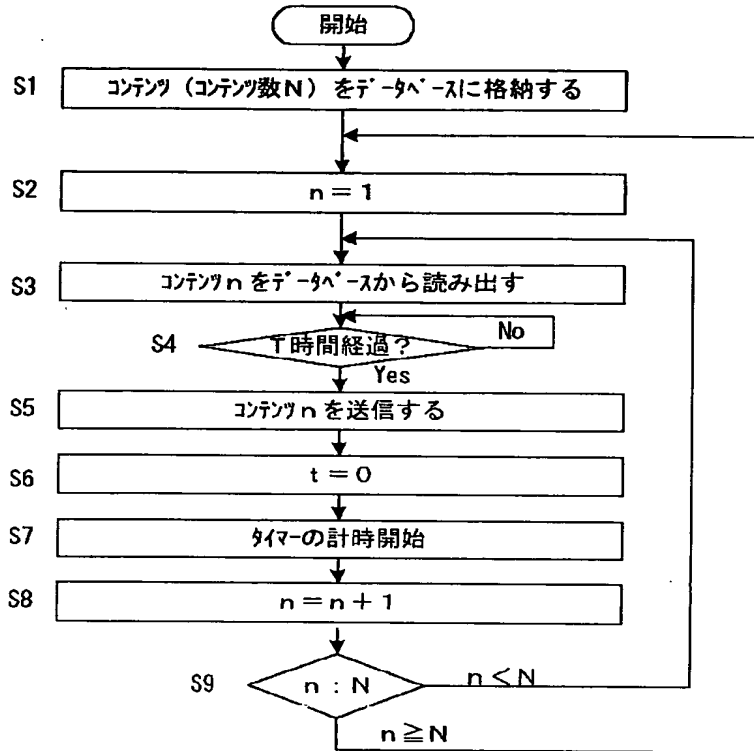 開始
S1 コンテンツ（コンテンツ数N）をデータベースに格納する
S2 n＝1
S3 コンテンツnをデータベースから読み出す
S4 T時間経過？ No
Yes
S5 コンテンツnを送信する
S6 t＝0
S7 タイマーの計時開始
S8 n＝n＋1
S9 n：N n＜N
n≧N